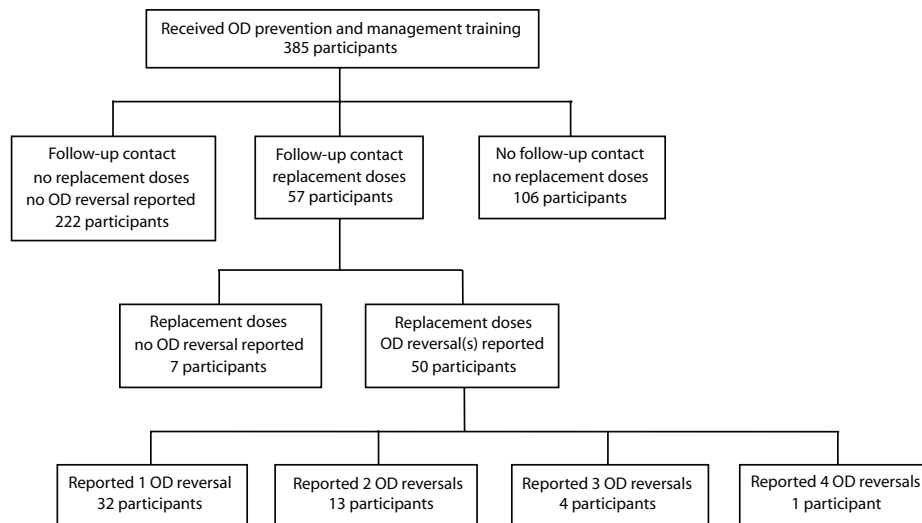 Received OD prevention and management training
385 participants
Follow-up contact
no replacement doses
no OD reversal reported
222 participants
Follow-up contact
replacement doses
57 participants
No follow-up contact
no replacement doses
106 participants
Replacement doses
no OD reversal reported
7 participants
Replacement doses
OD reversal(s) reported
50 participants
Reported 1 OD reversal
32 participants
Reported 2 OD reversals
13 participants
Reported 3 OD reversals
4 participants
Reported 4 OD reversals
1 participant